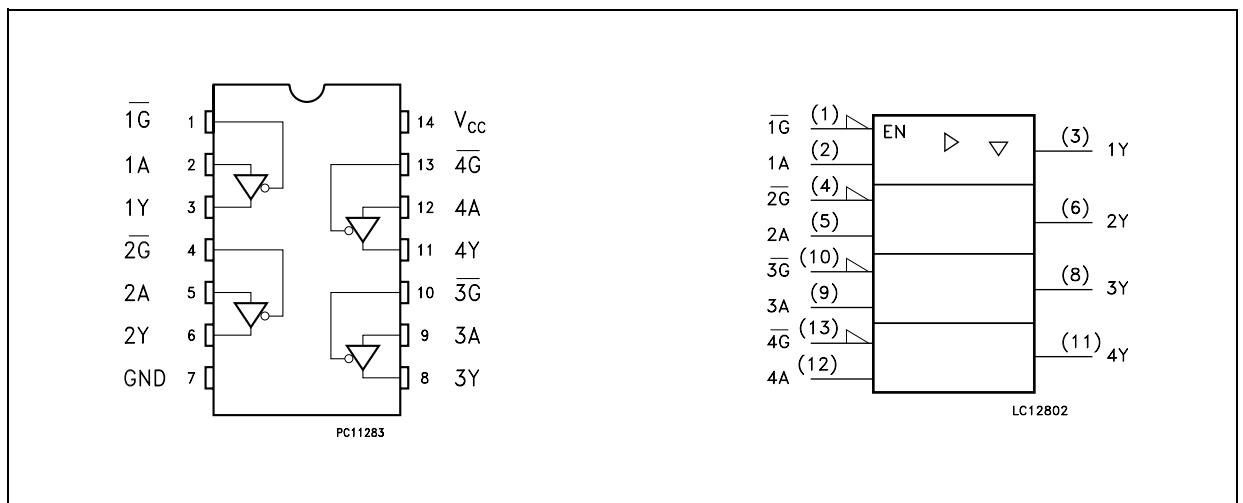 1G̅ 1 14 VCC
1A 2 13 4G̅
1Y 3 12 4A
2G̅ 4 11 4Y
2A 5 10 3G̅
2Y 6 9 3A
GND 7 8 3Y
PC11283
1G̅ (1) EN (3) 1Y
1A (2)
2G̅ (4) (6) 2Y
2A (5)
3G̅ (10) (8) 3Y
3A (9)
4G̅ (13) (11) 4Y
4A (12)
LC12802